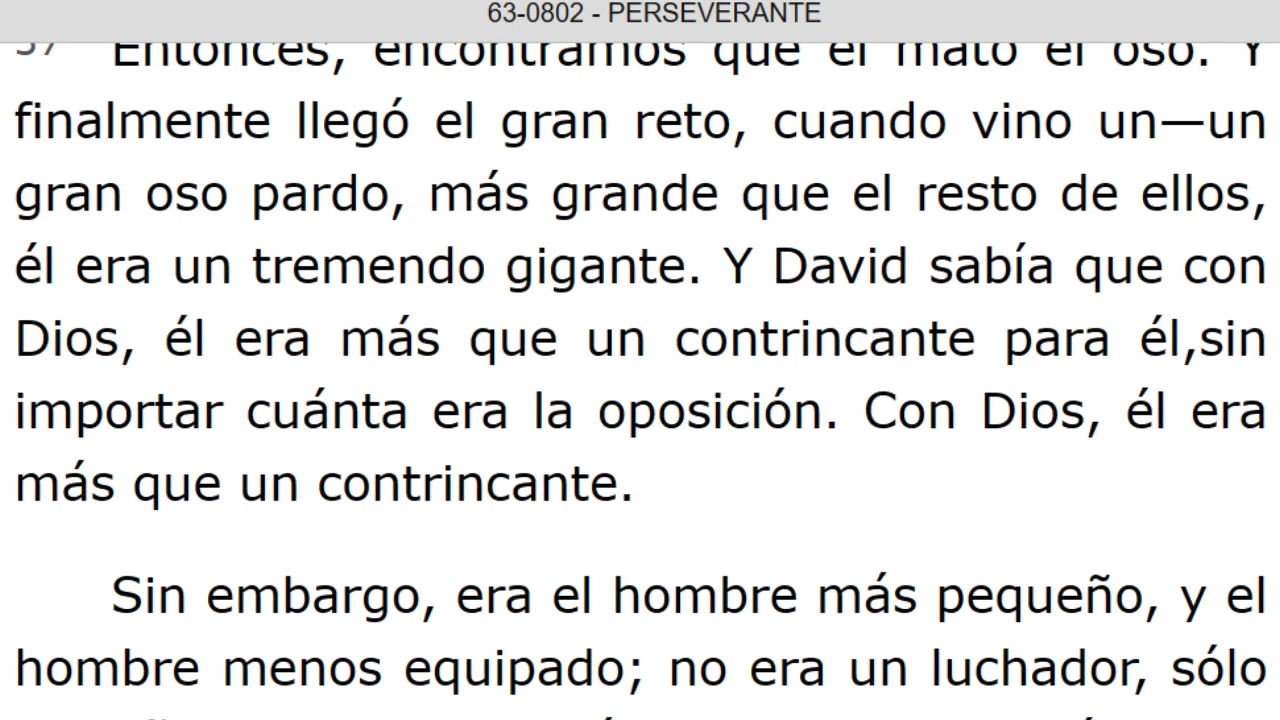 63-0802 - PERSEVERANTE
57 Entonces, encontramos que él mató el oso. Y
finalmente llegó el gran reto, cuando vino un—un
gran oso pardo, más grande que el resto de ellos,
él era un tremendo gigante. Y David sabía que con
Dios, él era más que un contrincante para él,sin
importar cuánta era la oposición. Con Dios, él era
más que un contrincante.
Sin embargo, era el hombre más pequeño, y el
hombre menos equipado; no era un luchador, sólo